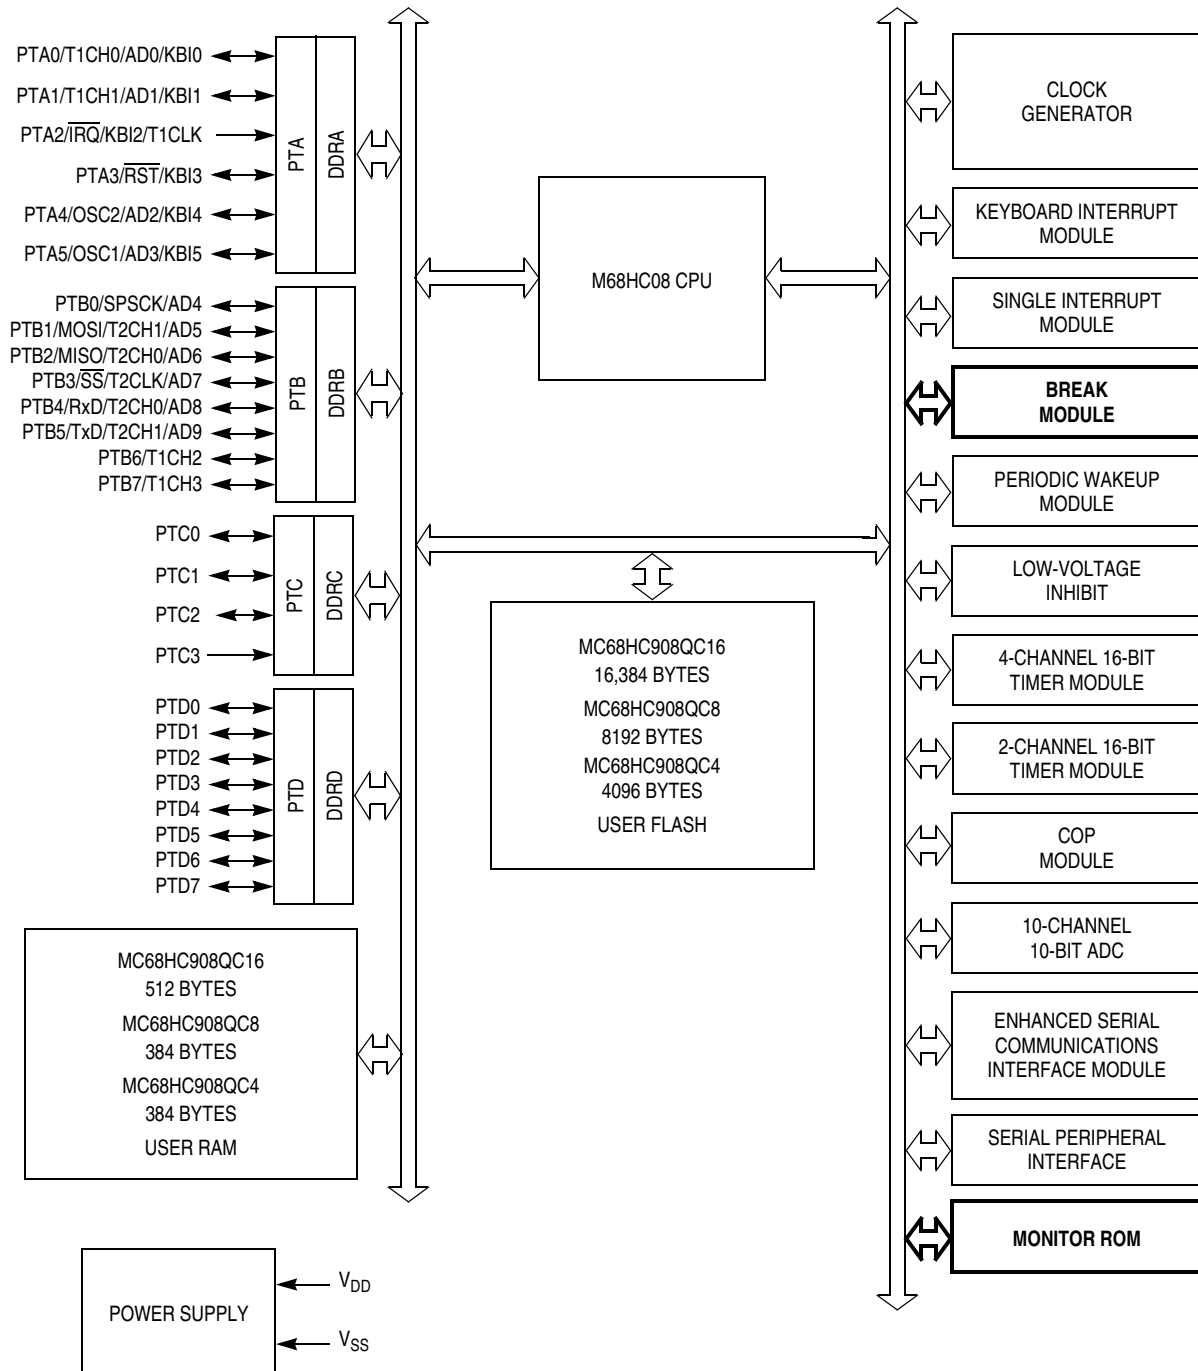 PTA0/T1CH0/AD0/KBI0
PTA1/T1CH1/AD1/KBI1
PTA2/IRQ/KBI2/T1CLK
PTA3/RST/KBI3
PTA4/OSC2/AD2/KBI4
PTA5/OSC1/AD3/KBI5
PTA
DDRA
PTB0/SPSCK/AD4
PTB1/MOSI/T2CH1/AD5
PTB2/MISO/T2CH0/AD6
PTB3/SS/T2CLK/AD7
PTB4/RxD/T2CH0/AD8
PTB5/TxD/T2CH1/AD9
PTB6/T1CH2
PTB7/T1CH3
PTB
DDRB
PTC0
PTC1
PTC2
PTC3
PTC
DDRC
PTD0
PTD1
PTD2
PTD3
PTD4
PTD5
PTD6
PTD7
PTD
DDRD
MC68HC908QC16
512 BYTES
MC68HC908QC8
384 BYTES
MC68HC908QC4
384 BYTES
USER RAM
POWER SUPPLY
VDD
VSS
M68HC08 CPU
MC68HC908QC16
16,384 BYTES
MC68HC908QC8
8192 BYTES
MC68HC908QC4
4096 BYTES
USER FLASH
CLOCK
GENERATOR
KEYBOARD INTERRUPT
MODULE
SINGLE INTERRUPT
MODULE
BREAK
MODULE
PERIODIC WAKEUP
MODULE
LOW-VOLTAGE
INHIBIT
4-CHANNEL 16-BIT
TIMER MODULE
2-CHANNEL 16-BIT
TIMER MODULE
COP
MODULE
10-CHANNEL
10-BIT ADC
ENHANCED SERIAL
COMMUNICATIONS
INTERFACE MODULE
SERIAL PERIPHERAL
INTERFACE
MONITOR ROM